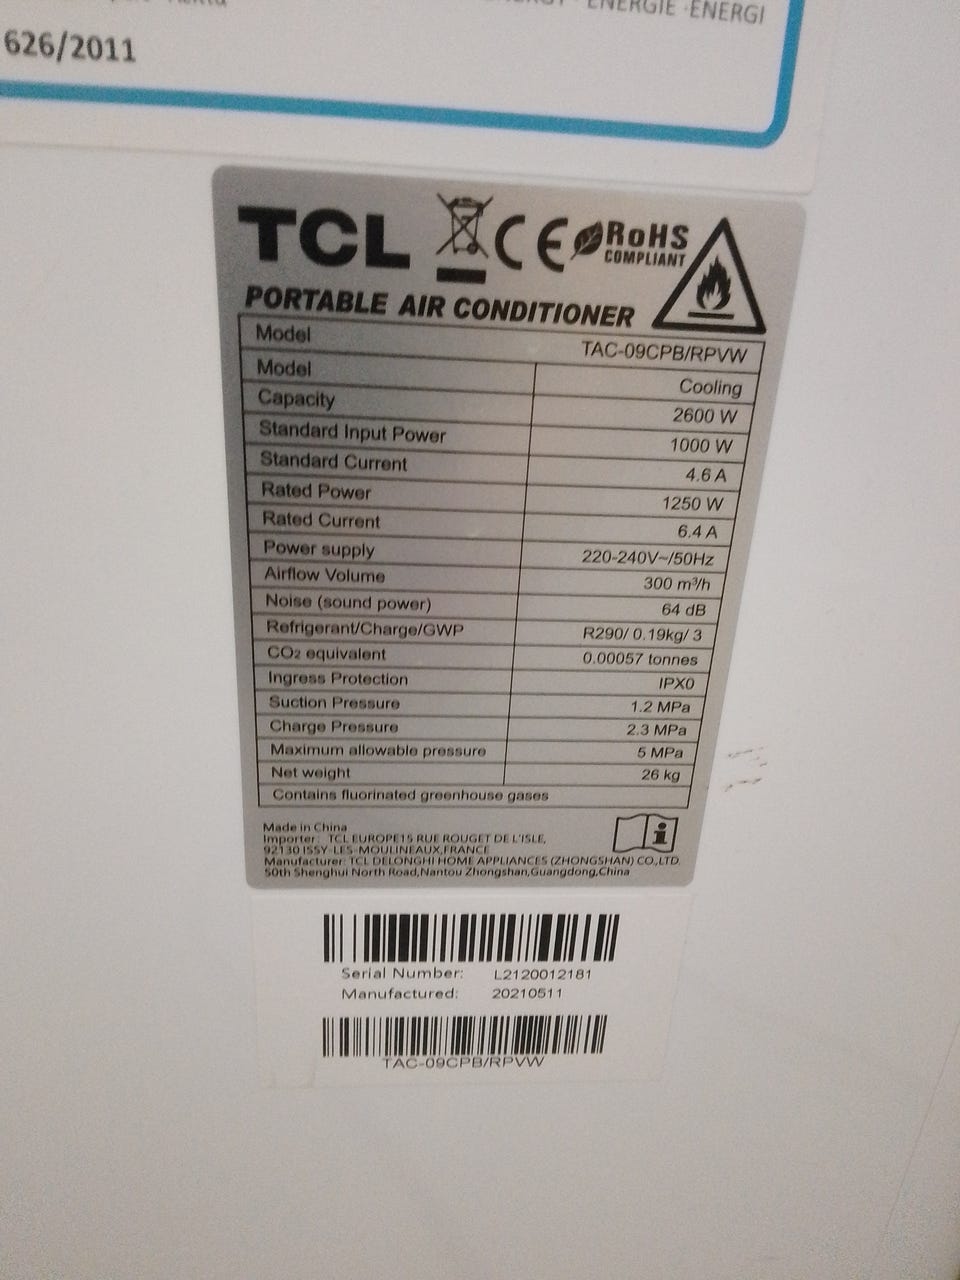 ENERGIE · ENERGI
626/2011
TCL CE RoHS
COMPLIANT
PORTABLE AIR CONDITIONER
Model TAC-09CPB/RPVW
Model Cooling
Capacity 2600 W
Standard Input Power 1000 W
Standard Current 4.6 A
Rated Power 1250 W
Rated Current 6.4 A
Power supply 220-240V~/50Hz
Airflow Volume 300 m³/h
Noise (sound power) 64 dB
Refrigerant/Charge/GWP R290/ 0.19kg/ 3
CO2 equivalent 0.00057 tonnes
Ingress Protection IPX0
Suction Pressure 1.2 MPa
Charge Pressure 2.3 MPa
Maximum allowable pressure 5 MPa
Net weight 26 kg
Contains fluorinated greenhouse gases
Made in China
Importer: TCL EUROPE15 RUE ROUGET DE L'ISLE,
92130 ISSY-LES-MOULINEAUX,FRANCE
Manufacturer: TCL DELONGHI HOME APPLIANCES (ZHONGSHAN) CO.,LTD.
50th Shenghui North Road,Nantou Zhongshan,Guangdong,China
Serial Number: L2120012181
Manufactured: 20210511
TAC-09CPB/RPVW